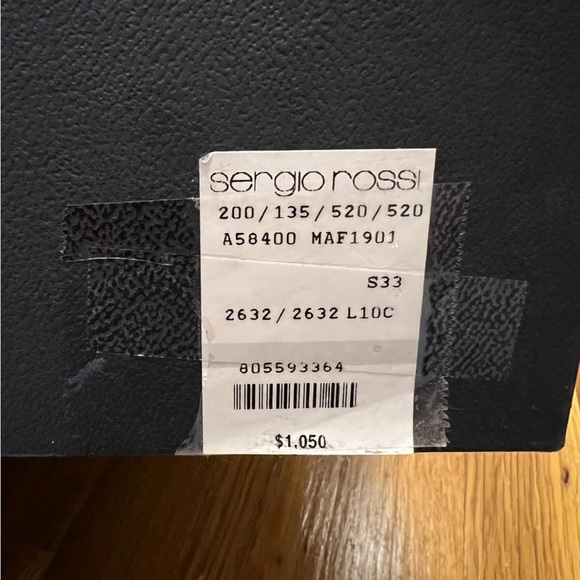 sergio rossi
200/135/520/520
A58400 MAF1901
S33
2632/2632 L10C
805593364
$1,050